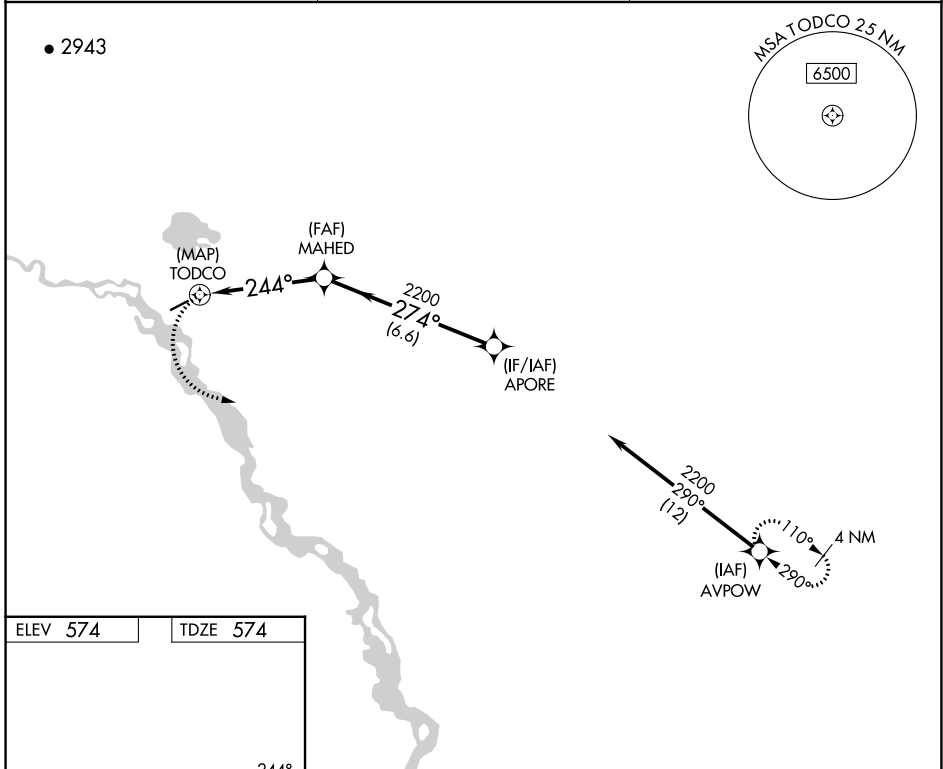 2943
MSA TODCO 25 NM
6500
(FAF)
MAHED
(MAP)
TODCO
244°
2200
274°
(6.6)
(IF/IAF)
APORE
2200
290°
(12)
110°
4 NM
290°
(IAF)
AVPOW
ELEV 574
TDZE 574
244°